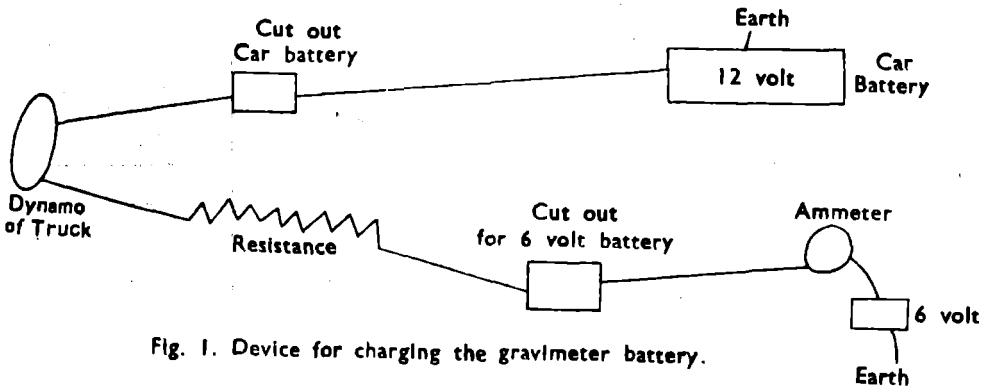 Cut out
Car battery
Earth
12 volt
Car
Battery
Dynamo
of Truck
Resistance
Cut out
for 6 volt battery
Ammeter
6 volt
Earth
Fig. 1. Device for charging the gravimeter battery.